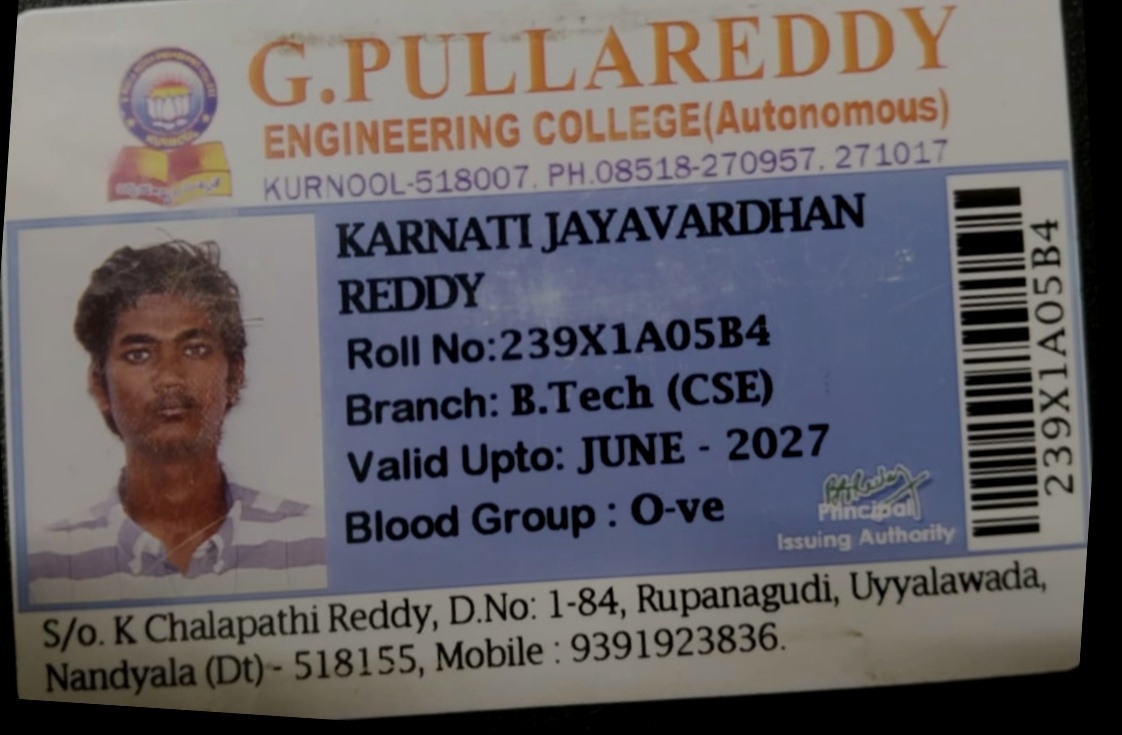 G.PULLAREDDY
ENGINEERING COLLEGE(Autonomous)
KURNOOL-518007, PH.08518-270957, 271017
KARNATI JAYAVARDHAN
REDDY
Roll No:239X1A05B4
Branch: B.Tech (CSE)
Valid Upto: JUNE - 2027
Blood Group : O-ve
Principal
Issuing Authority
239X1A05B4
S/o. K Chalapathi Reddy, D.No: 1-84, Rupanagudi, Uyyalawada,
Nandyala (Dt) - 518155, Mobile : 9391923836.